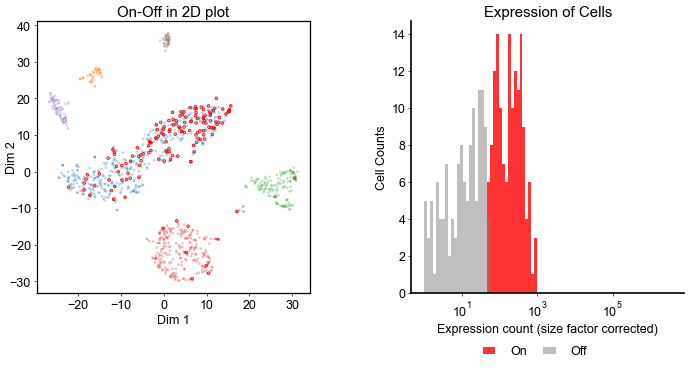 On-Off in 2D plot
Dim 2
40
30
20
10
0
−10
−20
−30
−20 −10 0 10 20 30
Dim 1
Expression of Cells
Cell Counts
14
12
10
8
6
4
2
0
10^1 10^3 10^5
Expression count (size factor corrected)
On Off